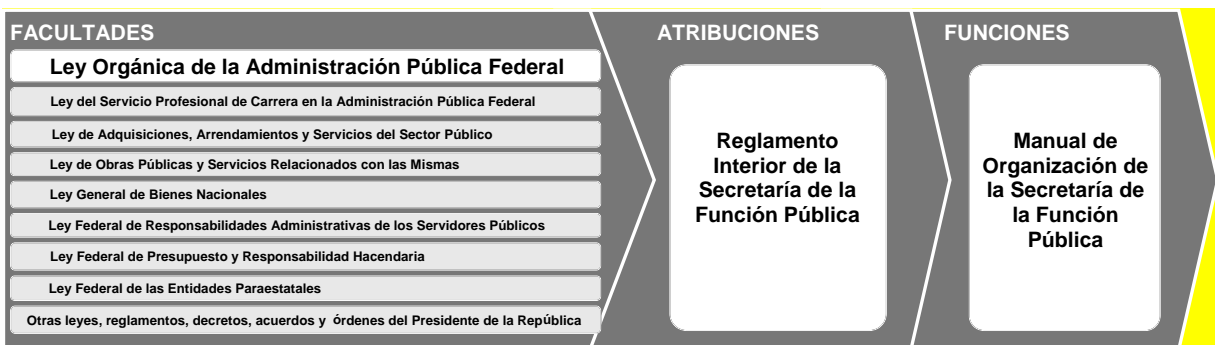 FACULTADES
Ley Orgánica de la Administración Pública Federal
Ley del Servicio Profesional de Carrera en la Administración Pública Federal
Ley de Adquisiciones, Arrendamientos y Servicios del Sector Público
Ley de Obras Públicas y Servicios Relacionados con las Mismas
Ley General de Bienes Nacionales
Ley Federal de Responsabilidades Administrativas de los Servidores Públicos
Ley Federal de Presupuesto y Responsabilidad Hacendaria
Ley Federal de las Entidades Paraestatales
Otras leyes, reglamentos, decretos, acuerdos y órdenes del Presidente de la República
ATRIBUCIONES
Reglamento
Interior de la
Secretaría de la
Función Pública
FUNCIONES
Manual de
Organización de
la Secretaría de
la Función
Pública